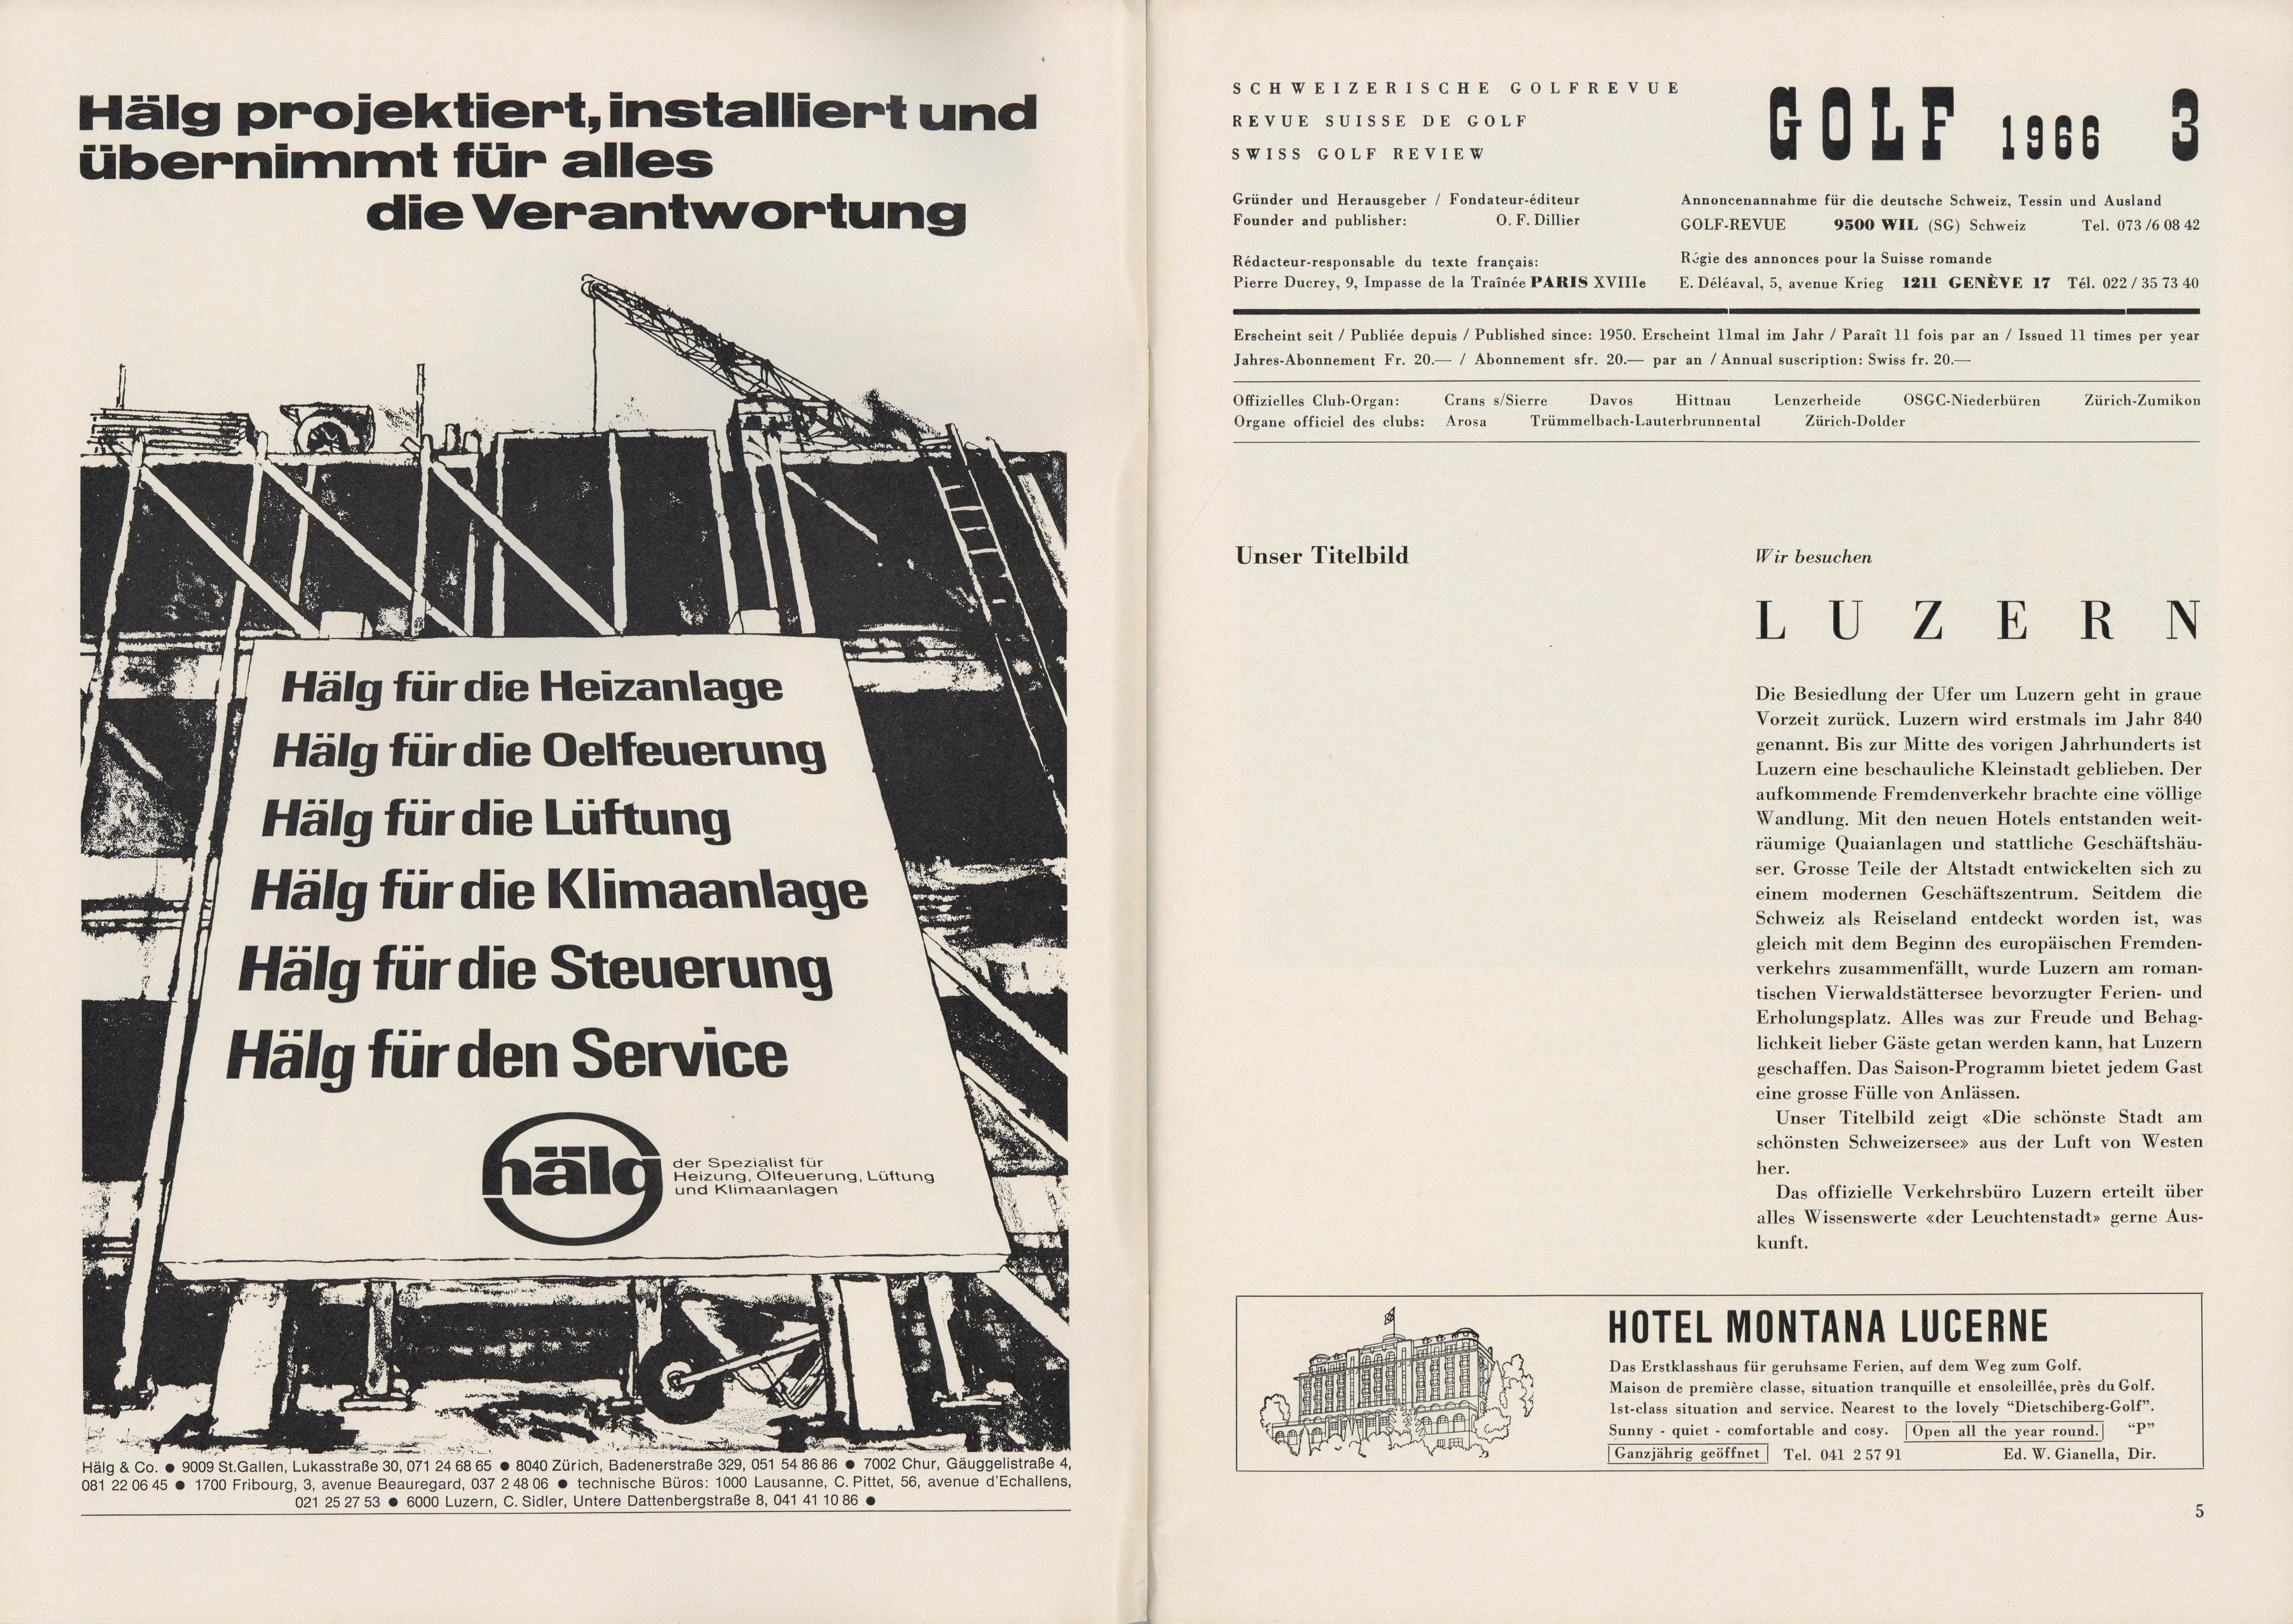 Hälg projektiert, installiert und
übernimmt für alles
die Verantwortung
Hälg für die Heizanlage
Hälg für die Oelfeuerung
Hälg für die Lüftung
Hälg für die Klimaanlage
Hälg für die Steuerung
Hälg für den Service
hälg
der Spezialist für
Heizung, Ölfeuerung, Lüftung
und Klimaanlagen
Hälg & Co. ● 9009 St.Gallen, Lukasstraße 30, 071 24 68 65 ● 8040 Zürich, Badenerstraße 329, 051 54 86 86 ● 7002 Chur, Gäuggelistraße 4,
081 22 06 45 ● 1700 Fribourg, 3, avenue Beauregard, 037 2 48 06 ● technische Büros: 1000 Lausanne, C. Pittet, 56, avenue d'Echallens,
021 25 27 53 ● 6000 Luzern, C. Sidler, Untere Dattenbergstraße 8, 041 41 10 86 ●
SCHWEIZERISCHE GOLFREVUE
REVUE SUISSE DE GOLF
SWISS GOLF REVIEW
GOLF 1966 3
Gründer und Herausgeber / Fondateur-éditeur
Founder and publisher: O. F. Dillier
Rédacteur-responsable du texte français:
Pierre Ducrey, 9, Impasse de la Traînée PARIS XVIIIe
Annoncenannahme für die deutsche Schweiz, Tessin und Ausland
GOLF-REVUE 9500 WIL (SG) Schweiz Tel. 073 / 6 08 42
Régie des annonces pour la Suisse romande
E. Déléaval, 5, avenue Krieg 1211 GENÈVE 17 Tél. 022 / 35 73 40
Erscheint seit / Publiée depuis / Published since: 1950. Erscheint 11mal im Jahr / Paraît 11 fois par an / Issued 11 times per year
Jahres-Abonnement Fr. 20.— / Abonnement sfr. 20.— par an / Annual suscription: Swiss fr. 20.—
Offizielles Club-Organ: Crans s/Sierre Davos Hittnau Lenzerheide OSGC-Niederbüren Zürich-Zumikon
Organe officiel des clubs: Arosa Trümmelbach-Lauterbrunnental Zürich-Dolder
Unser Titelbild
Wir besuchen
LUZERN
Die Besiedlung der Ufer um Luzern geht in graue
Vorzeit zurück. Luzern wird erstmals im Jahr 840
genannt. Bis zur Mitte des vorigen Jahrhunderts ist
Luzern eine beschauliche Kleinstadt geblieben. Der
aufkommende Fremdenverkehr brachte eine völlige
Wandlung. Mit den neuen Hotels entstanden weit-
räumige Quaianlagen und stattliche Geschäftshäu-
ser. Grosse Teile der Altstadt entwickelten sich zu
einem modernen Geschäftszentrum. Seitdem die
Schweiz als Reiseland entdeckt worden ist, was
gleich mit dem Beginn des europäischen Fremden-
verkehrs zusammenfällt, wurde Luzern am roman-
tischen Vierwaldstättersee bevorzugter Ferien- und
Erholungsplatz. Alles was zur Freude und Behag-
lichkeit lieber Gäste getan werden kann, hat Luzern
geschaffen. Das Saison-Programm bietet jedem Gast
eine grosse Fülle von Anlässen.
Unser Titelbild zeigt «Die schönste Stadt am
schönsten Schweizersee» aus der Luft von Westen
her.
Das offizielle Verkehrsbüro Luzern erteilt über
alles Wissenswerte «der Leuchtenstadt» gerne Aus-
kunft.
HOTEL MONTANA LUCERNE
Das Erstklasshaus für geruhsame Ferien, auf dem Weg zum Golf.
Maison de première classe, situation tranquille et ensoleillée, près du Golf.
1st-class situation and service. Nearest to the lovely “Dietschiberg-Golf”.
Sunny - quiet - comfortable and cosy. Open all the year round. “P”
Ganzjährig geöffnet Tel. 041 2 57 91 Ed. W. Gianella, Dir.
5